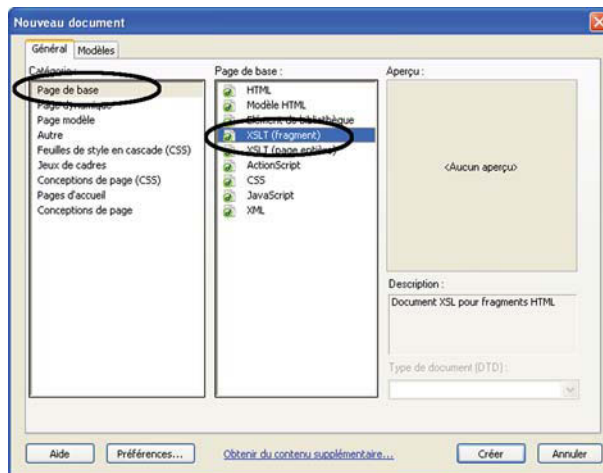 Nouveau document
Général
Modèles
Catégorie :
Page de base
Page dynamique
Page modèle
Autre
Feuilles de style en cascade (CSS)
Jeux de cadres
Conceptions de page (CSS)
Pages d'accueil
Conceptions de page
Page de base :
HTML
Modèle HTML
Elément de bibliothèque
XSLT (fragment)
XSLT (page entière)
ActionScript
CSS
JavaScript
XML
Aperçu :
<Aucun aperçu>
Description :
Document XSL pour fragments HTML
Type de document (DTD) :
Aide
Préférences...
Obtenir du contenu supplémentaire...
Créer
Annuler